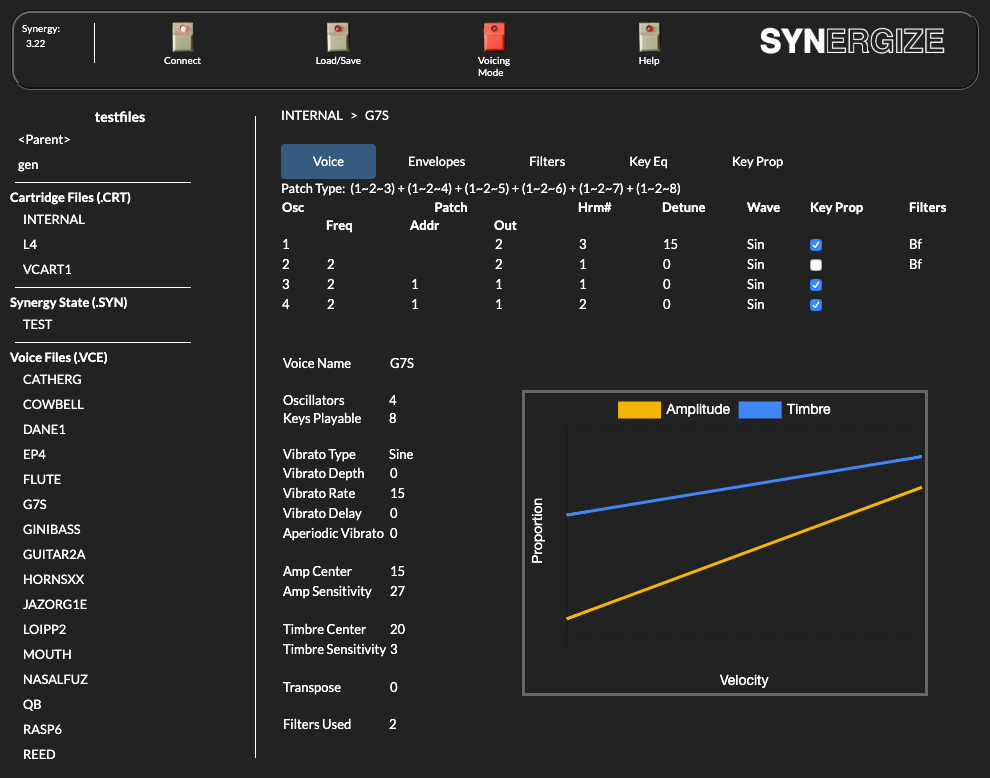 Synergy:
3.22
Connect
Load/Save
Voicing
Mode
Help
SYNERGIZE
testfiles
<Parent>
gen
Cartridge Files (.CRT)
INTERNAL
L4
VCART1
Synergy State (.SYN)
TEST
Voice Files (.VCE)
CATHERG
COWBELL
DANE1
EP4
FLUTE
G7S
GINIBASS
GUITAR2A
HORNSXX
JAZORG1E
LOIPP2
MOUTH
NASALFUZ
QB
RASP6
REED
INTERNAL > G7S
Voice Envelopes Filters Key Eq Key Prop
Patch Type: (1~2~3) + (1~2~4) + (1~2~5) + (1~2~6) + (1~2~7) + (1~2~8)
Osc Patch Hrm# Detune Wave Key Prop Filters
Freq Addr Out
1 2 3 15 Sin Bf
2 2 2 1 0 Sin Bf
3 2 1 1 1 0 Sin
4 2 1 1 2 0 Sin
Voice Name G7S
Oscillators 4
Keys Playable 8
Vibrato Type Sine
Vibrato Depth 0
Vibrato Rate 15
Vibrato Delay 0
Aperiodic Vibrato 0
Amp Center 15
Amp Sensitivity 27
Timbre Center 20
Timbre Sensitivity 3
Transpose 0
Filters Used 2
Amplitude Timbre
Proportion
Velocity